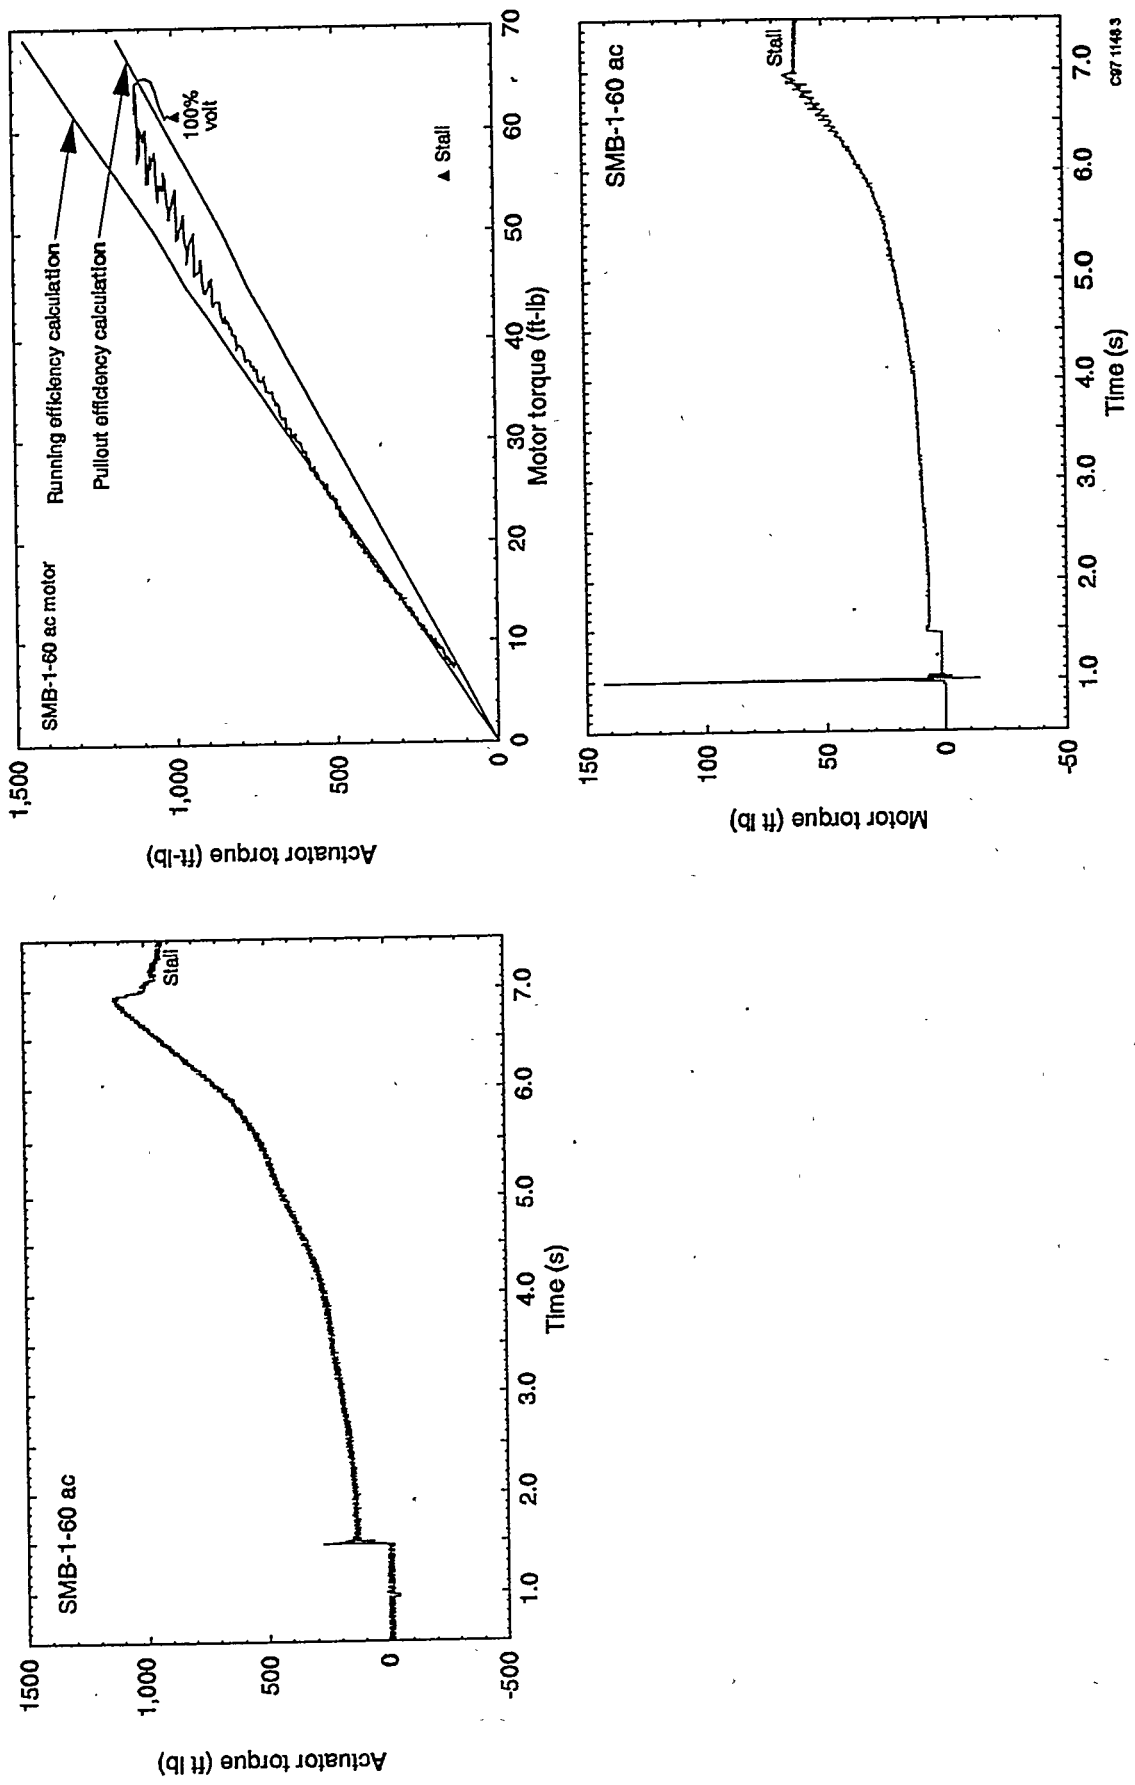 SMB-1-60 ac
Stall
1500
1,000
500
0
-500
1.0
2.0
3.0
4.0
5.0
6.0
7.0
Time (s)
Actuator torque (ft lb)
SMB-1-60 ac motor
Running efficiency calculation
Pullout efficiency calculation
100%
volt
▲ Stall
1,500
1,000
500
0
0
10
20
30
40
50
60
70
Motor torque (ft-lb)
Actuator torque (ft-lb)
SMB-1-60 ac
Stall
150
100
50
0
-50
1.0
2.0
3.0
4.0
5.0
6.0
7.0
Time (s)
Motor torque (ft lb)
C97 1148 3